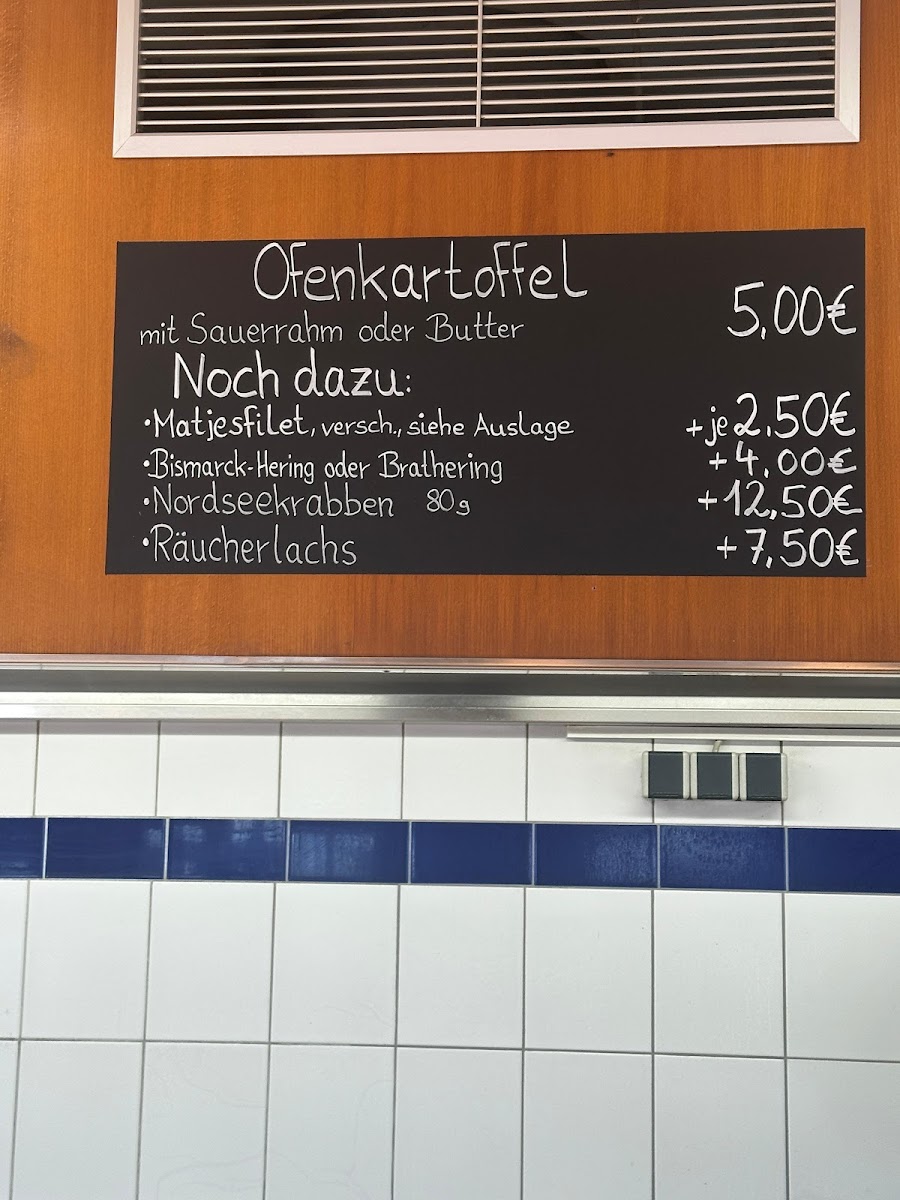 Ofenkartoffel
mit Sauerrahm oder Butter 5,00€
Noch dazu:
·Matjesfilet, versch., siehe Auslage +je 2,50€
·Bismarck-Hering oder Brathering +4,00€
·Nordseekrabben 80g +12,50€
·Räucherlachs +7,50€